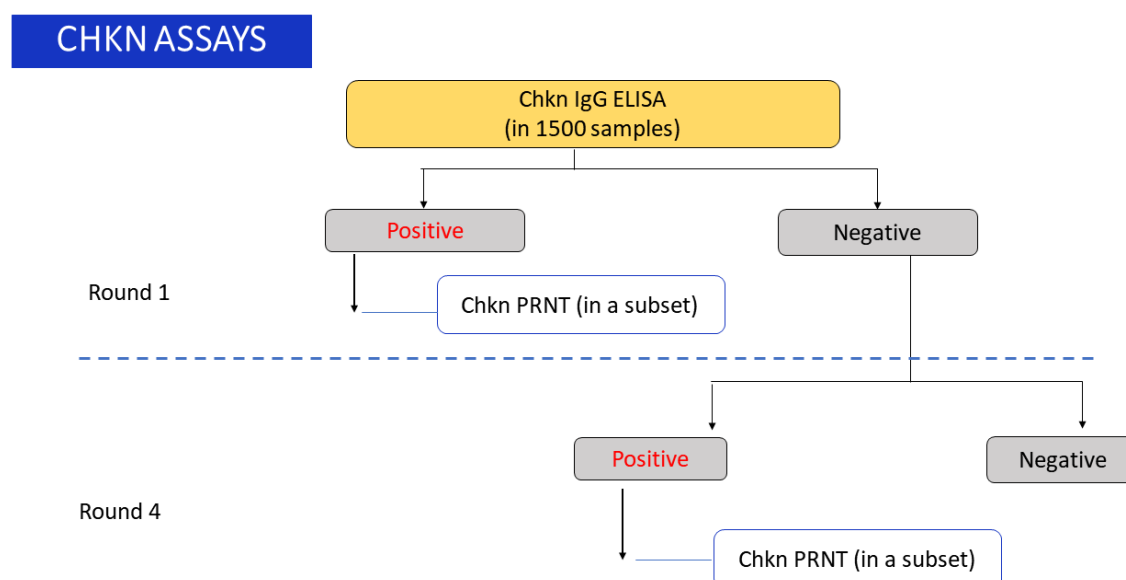 CHKN ASSAYS
Chkn IgG ELISA
(in 1500 samples)
Positive
Negative
Round 1
Chkn PRNT (in a subset)
Positive
Negative
Round 4
Chkn PRNT (in a subset)